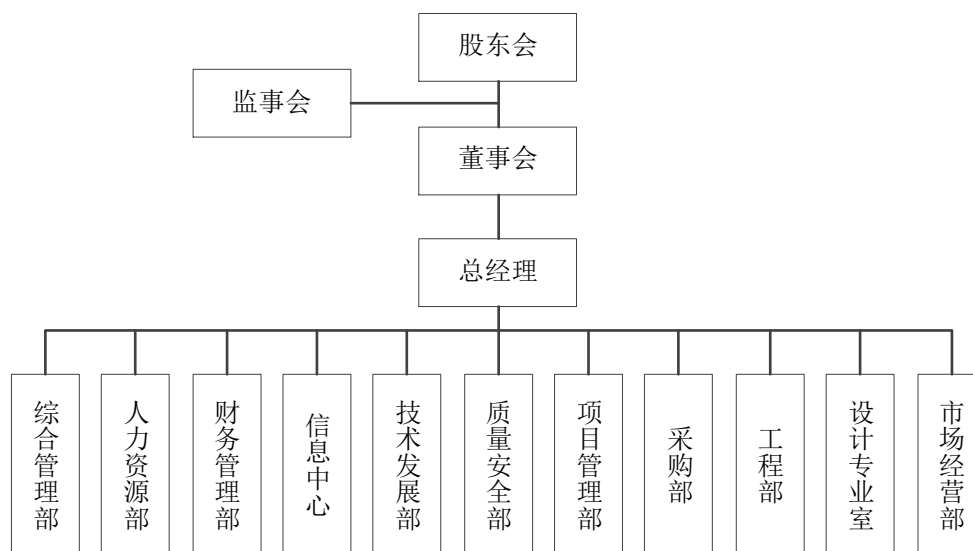 股东会
监事会
董事会
总经理
综合管理部
人力资源部
财务管理部
信息中心
技术发展部
质量安全部
项目管理部
采购部
工程部
设计专业室
市场经营部